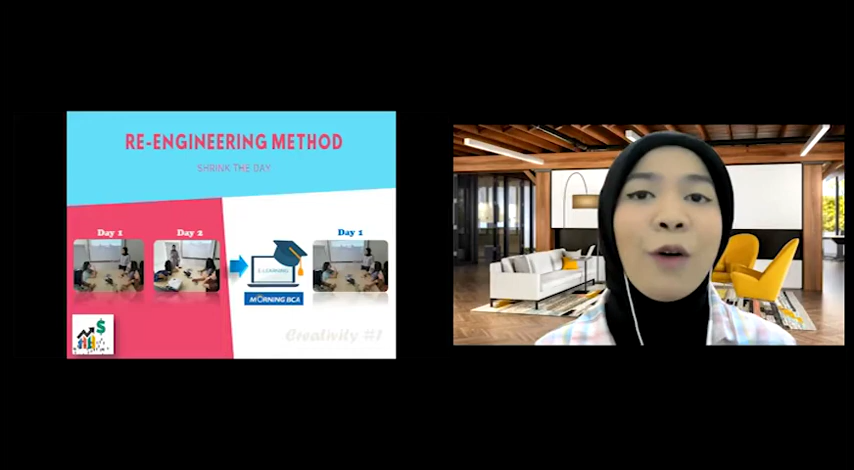 RE-ENGINEERING METHOD
SHRINK THE DAY
Day 1
Day 2
Day 1
E-LEARNING
MORNING BCA
Creativity #1